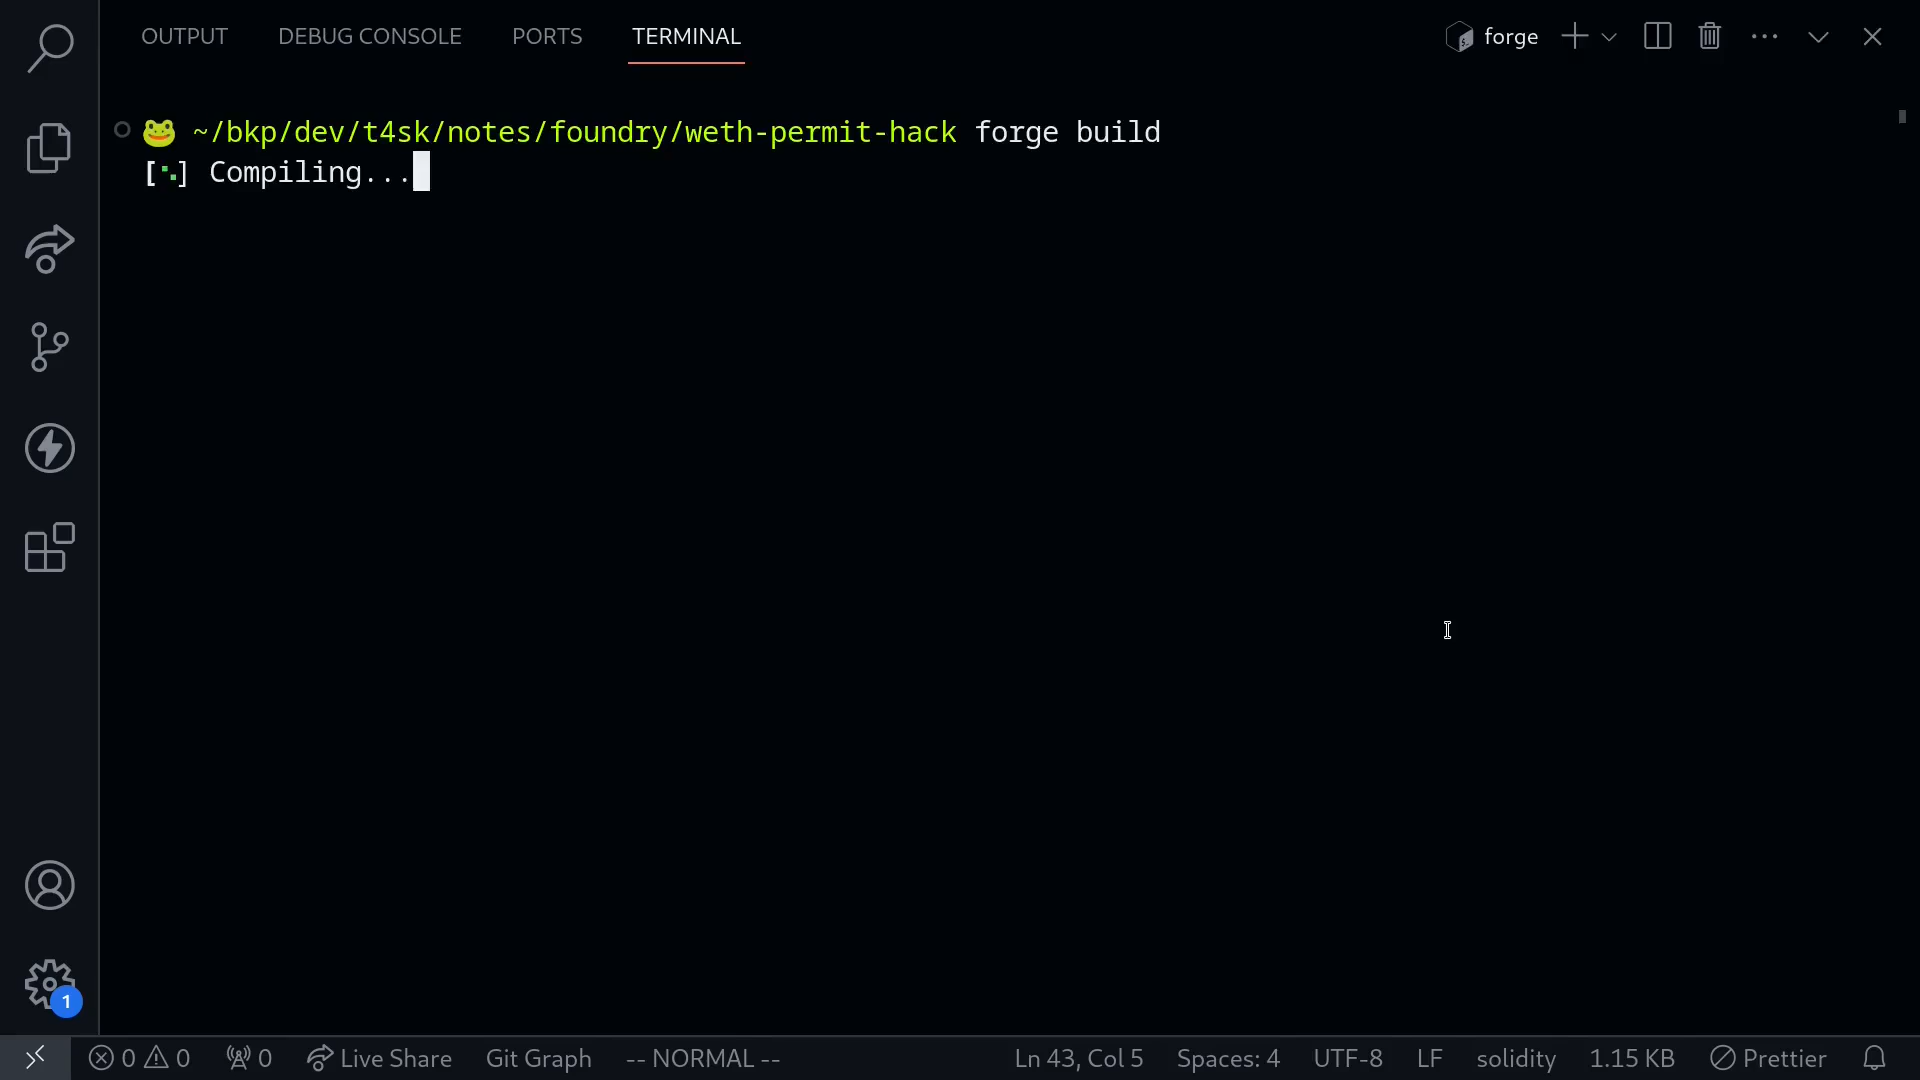 OUTPUT DEBUG CONSOLE PORTS TERMINAL forge
~/bkp/dev/t4sk/notes/foundry/weth-permit-hack forge build
[⠑] Compiling...
1
0 0 0 Live Share Git Graph -- NORMAL -- Ln 43, Col 5 Spaces: 4 UTF-8 LF solidity 1.15 KB Prettier